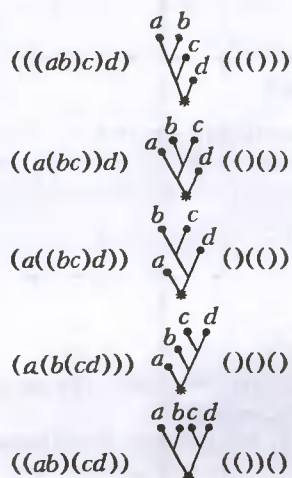 a b
c
(((ab)c)d) ((()))
d
b c
a
((a(bc))d) d (()())
b c
d
(a((bc)d)) a ()(())
c d
b
(a(b(cd))) a ()()()
a b c d
((ab)(cd)) (())()